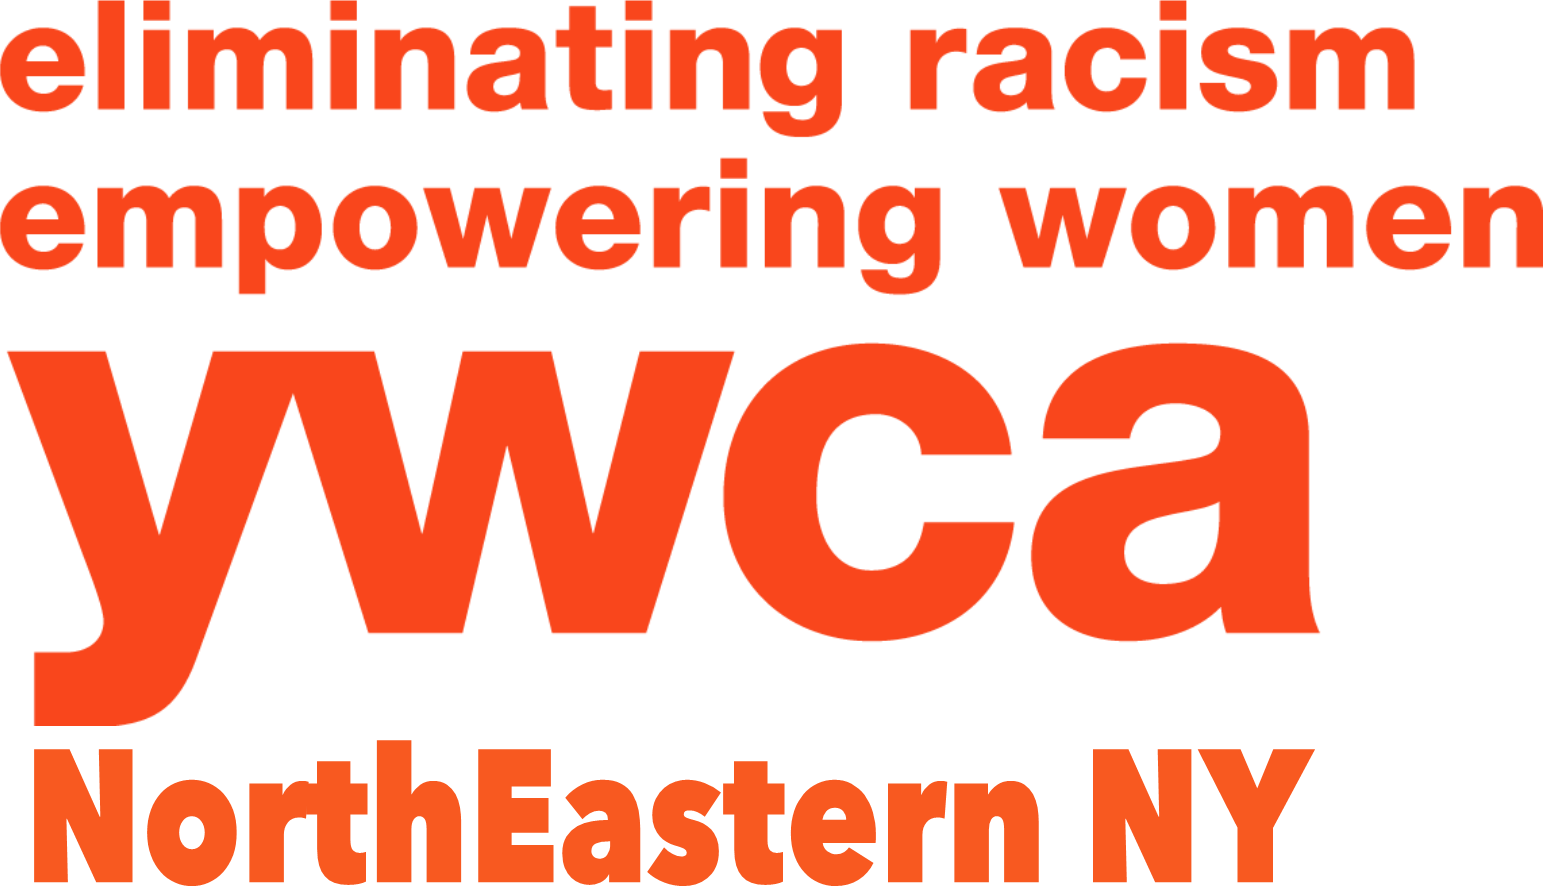 eliminating racism
empowering women
ywca
NorthEastern NY